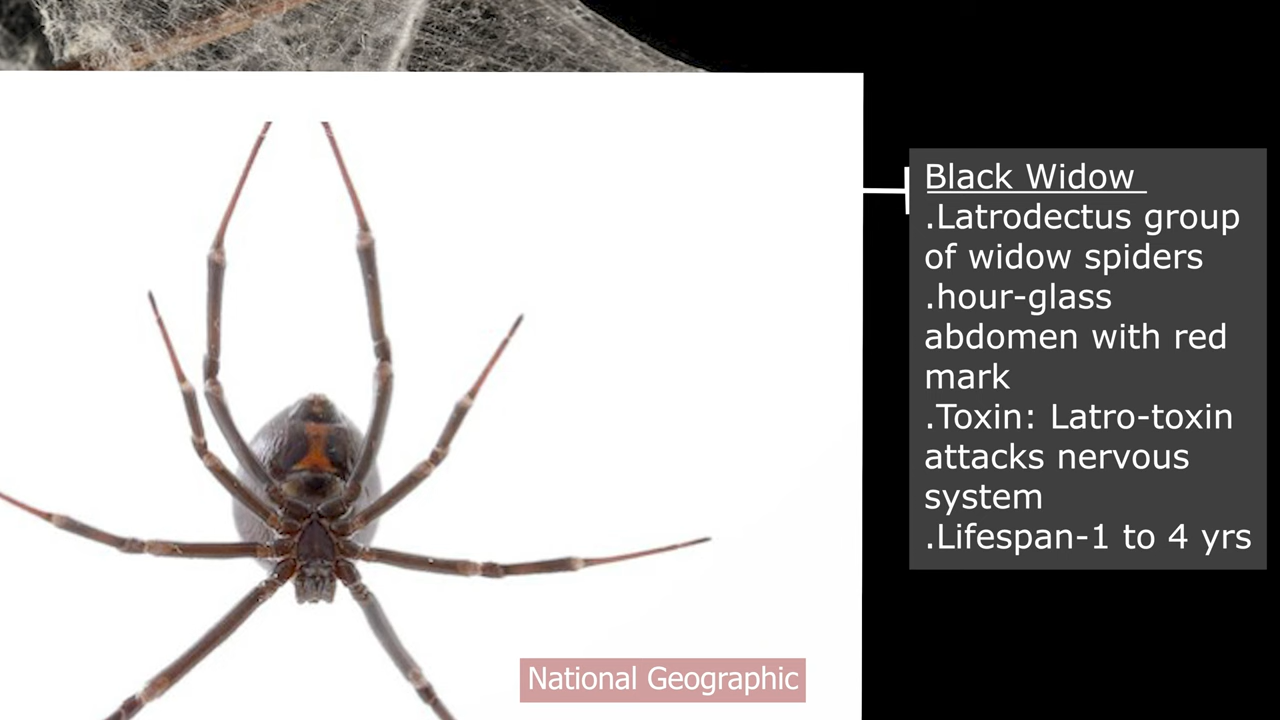 Black Widow
.Latrodectus group
of widow spiders
.hour-glass
abdomen with red
mark
.Toxin: Latro-toxin
attacks nervous
system
.Lifespan-1 to 4 yrs
National Geographic